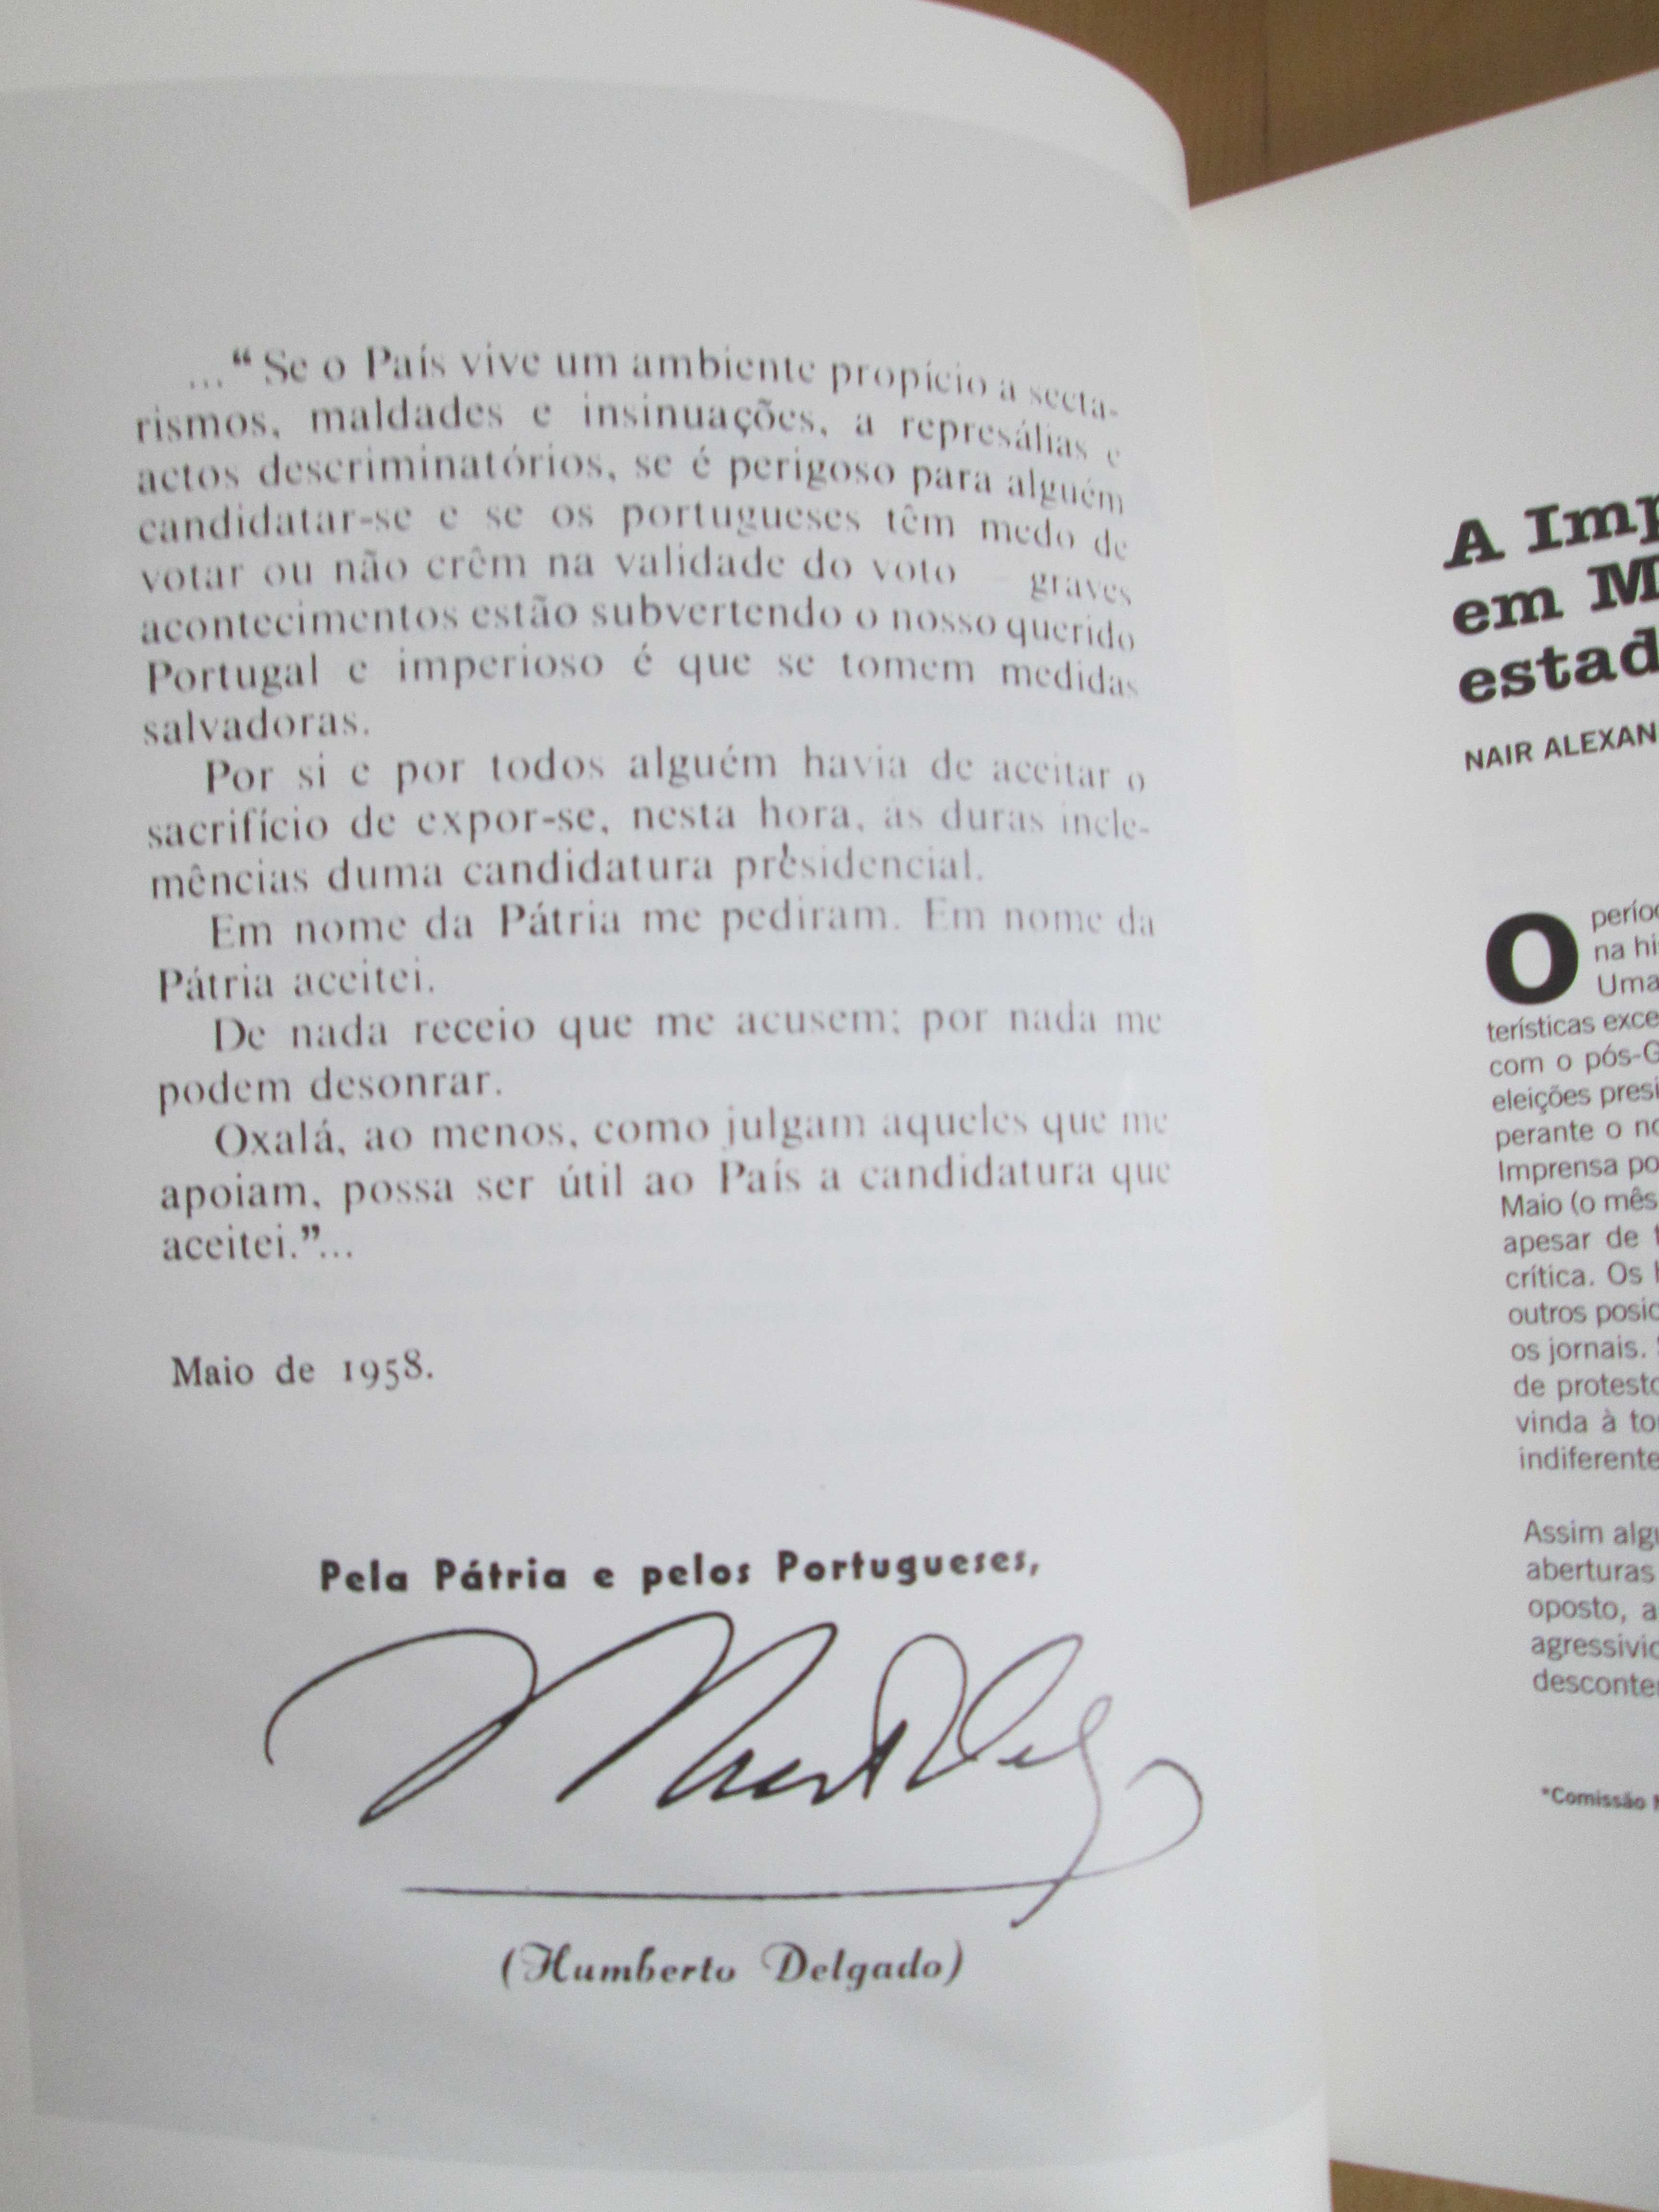 ..."Se o País vive um ambiente propício a secta-
rismos, maldades e insinuações, a represálias e
actos descriminatórios, se é perigoso para alguém
candidatar-se e se os portugueses têm medo de
votar ou não crêm na validade do voto – graves
acontecimentos estão subvertendo o nosso querido
Portugal e imperioso é que se tomem medidas
salvadoras.
Por si e por todos alguém havia de aceitar o
sacrifício de expor-se, nesta hora, às duras incle-
mências duma candidatura presidencial.
Em nome da Pátria me pediram. Em nome da
Pátria aceitei.
De nada receio que me acusem; por nada me
podem desonrar.
Oxalá, ao menos, como julgam aqueles que me
apoiam, possa ser útil ao País a candidatura que
aceitei."...
Maio de 1958.
Pela Pátria e pelos Portugueses,
(Humberto Delgado)
A Imp
em M
estad
NAIR ALEXAN
O períod
na hi
Uma
terísticas exce
com o pós-G
eleições presi
perante o no
Imprensa po
Maio (o mês
apesar de t
crítica. Os
outros posic
os jornais.
de protesto
vinda à to
indiferente
Assim algu
aberturas
oposto, a
agressivid
desconten
*Comissão